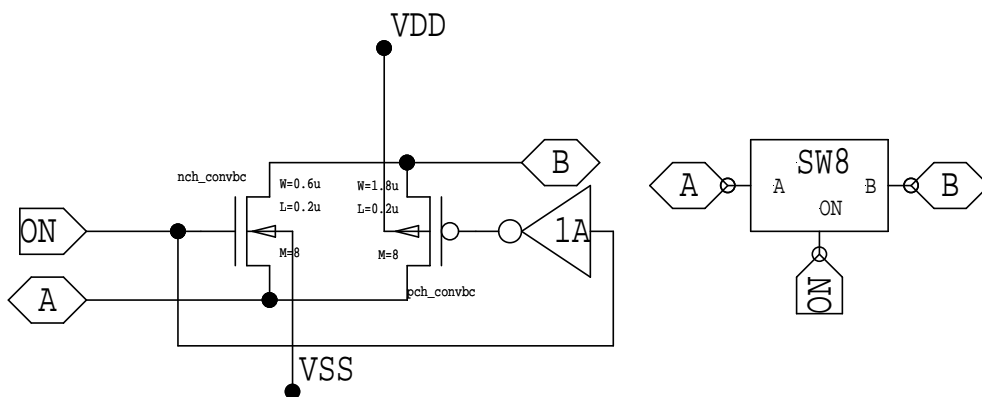 VDD
B
nch_convbc
W=0.6u
L=0.2u
M=8
W=1.8u
L=0.2u
M=8
pch_convbc
1A
ON
A
VSS
SW8
A
A
B
B
ON
ON